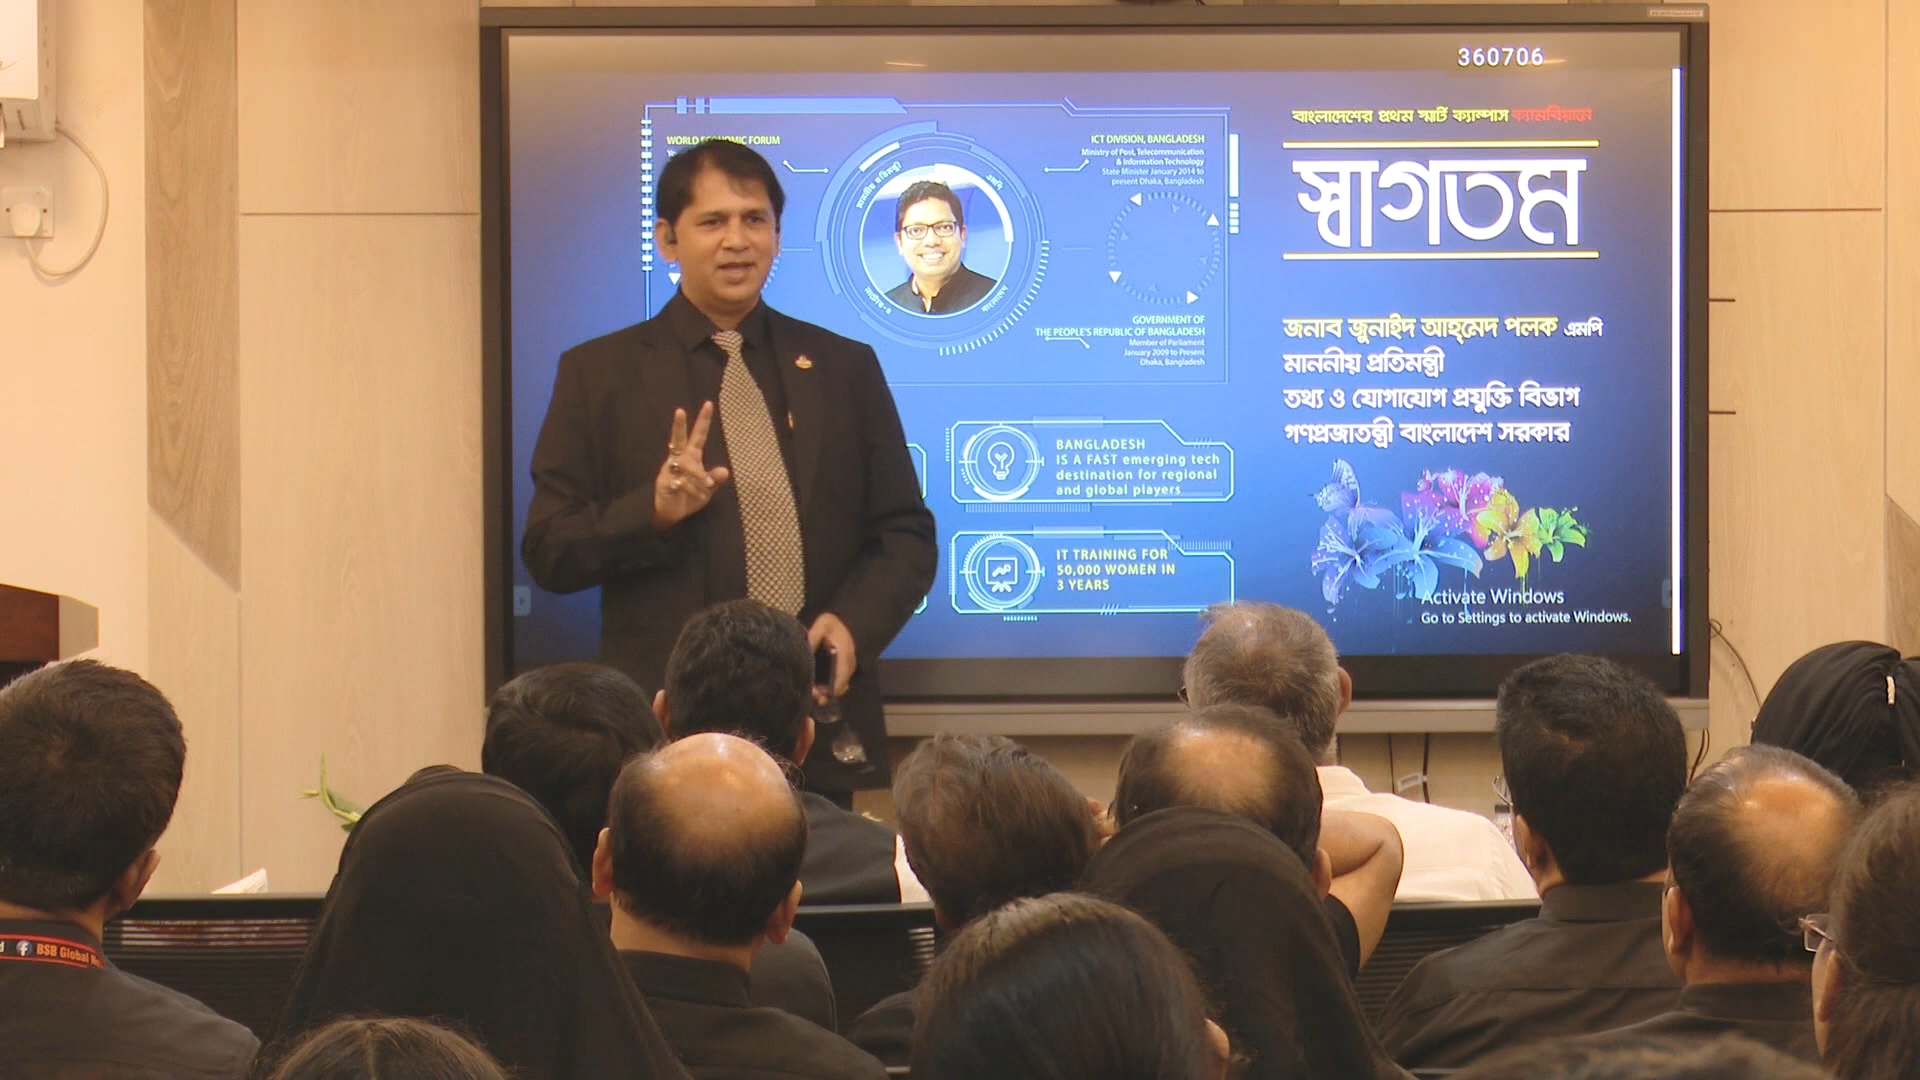 360706
বাংলাদেশের প্রথম স্মার্ট ক্যাম্পাস ক্যামব্রিয়ানে
স্বাগতম
জনাব জুনাইদ আহ্‌মেদ পলক এমপি
মাননীয় প্রতিমন্ত্রী
তথ্য ও যোগাযোগ প্রযুক্তি বিভাগ
গণপ্রজাতন্ত্রী বাংলাদেশ সরকার
WORLD ECONOMIC FORUM
ICT DIVISION, BANGLADESH
Ministry of Post, Telecommunication
& Information Technology
State Minister January 2014 to
present Dhaka, Bangladesh
GOVERNMENT OF
THE PEOPLE'S REPUBLIC OF BANGLADESH
Member of Parliament
January 2009 to Present
Dhaka, Bangladesh
BANGLADESH
IS A FAST emerging tech
destination for regional
and global players
IT TRAINING FOR
50,000 WOMEN IN
3 YEARS
Activate Windows
Go to Settings to activate Windows.
BSB Global